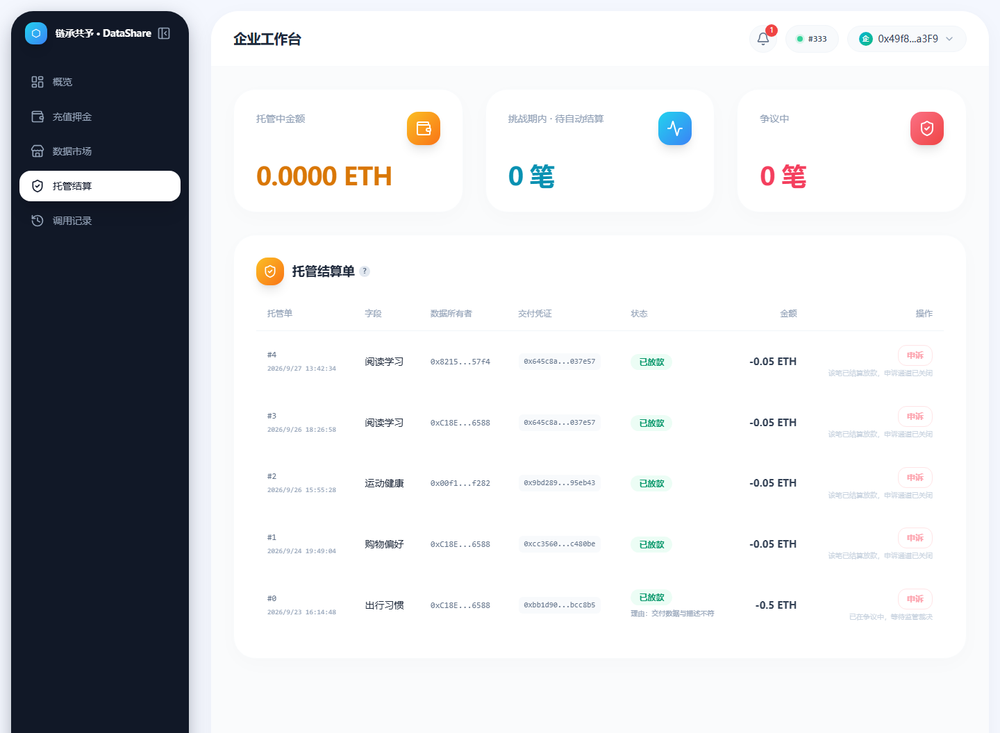 链承共予 • DataShare
概览
充值押金
数据市场
托管结算
调用记录
企业工作台
1
#333
企
0x49f8...a3F9
托管中金额
0.0000 ETH
挑战期内 · 待自动结算
0 笔
争议中
0 笔
托管结算单 ?
托管单 字段 数据所有者 交付凭证 状态 金额 操作
#4
2026/9/27 13:42:34
阅读学习 0x8215...57f4 0x645c8a...037e57 已放款 -0.05 ETH
申诉
该笔已结算放款，申诉通道已关闭
#3
2026/9/26 18:26:58
阅读学习 0xC18E...6588 0x645c8a...037e57 已放款 -0.05 ETH
申诉
该笔已结算放款，申诉通道已关闭
#2
2026/9/26 15:55:28
运动健康 0x00f1...f282 0x9bd289...95eb43 已放款 -0.05 ETH
申诉
该笔已结算放款，申诉通道已关闭
#1
2026/9/24 19:49:04
购物偏好 0xC18E...6588 0xcc3560...c480be 已放款 -0.05 ETH
申诉
该笔已结算放款，申诉通道已关闭
#0
2026/9/23 16:14:48
出行习惯 0xC18E...6588 0xbb1d90...bcc8b5 已放款
理由：交付数据与描述不符
-0.5 ETH
申诉
已在争议中，等待监管裁决